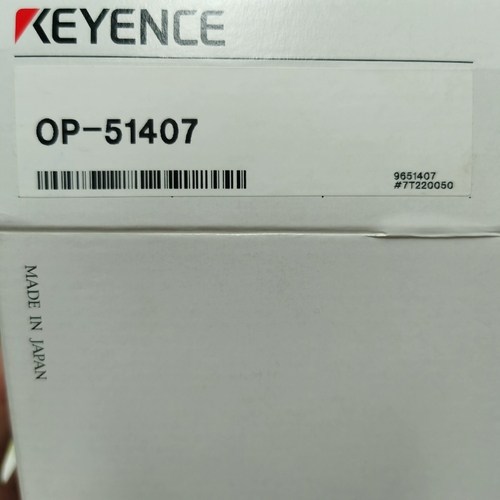 KEYENCE
OP-51407
9651407
#7T220050
MADE IN JAPAN